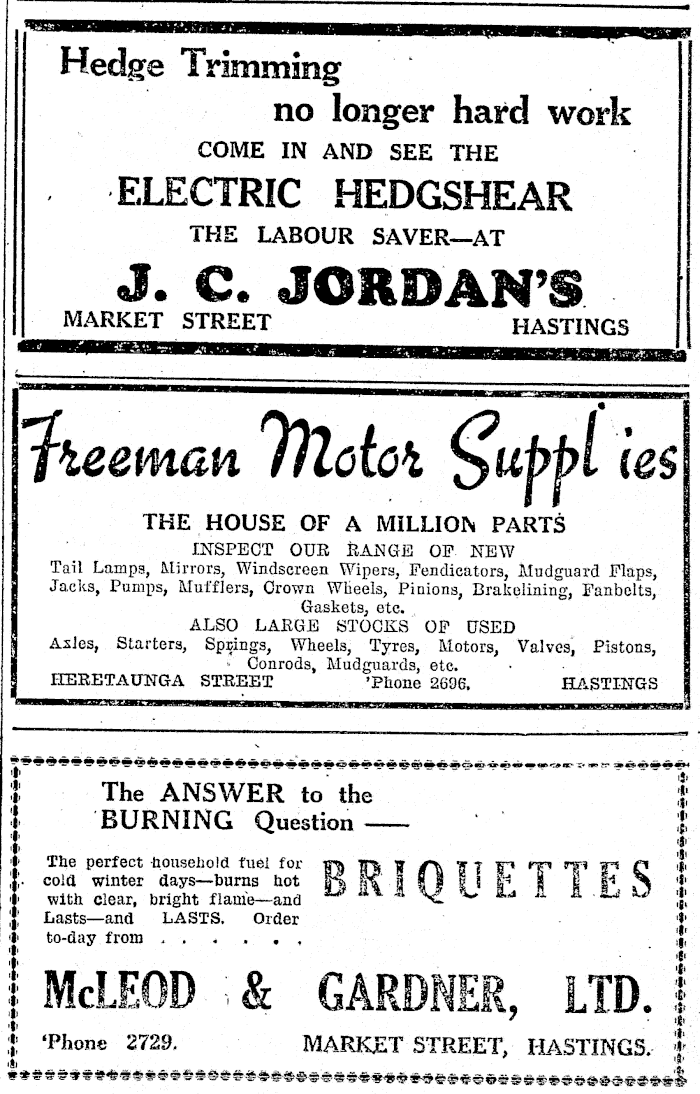 Hedge Trimming
no longer hard work
COME IN AND SEE THE
ELECTRIC HEDGSHEAR
THE LABOUR SAVER—AT
J. C. JORDAN'S
MARKET STREET HASTINGS
Freeman Motor Supplies
THE HOUSE OF A MILLION PARTS
INSPECT OUR RANGE OF NEW
Tail Lamps, Mirrors, Windscreen Wipers, Fendicators, Mudguard Flaps,
Jacks, Pumps, Mufflers, Crown Wheels, Pinions, Brakelining, Fanbelts,
Gaskets, etc.
ALSO LARGE STOCKS OF USED
Axles, Starters, Springs, Wheels, Tyres, Motors, Valves, Pistons,
Conrods, Mudguards, etc.
HERETAUNGA STREET 'Phone 2696. HASTINGS
The ANSWER to the
BURNING Question —
The perfect household fuel for
cold winter days—burns hot
with clear, bright flame—and
Lasts—and LASTS. Order
to-day from . . . . . .
BRIQUETTES
McLEOD & GARDNER, LTD.
'Phone 2729. MARKET STREET, HASTINGS.